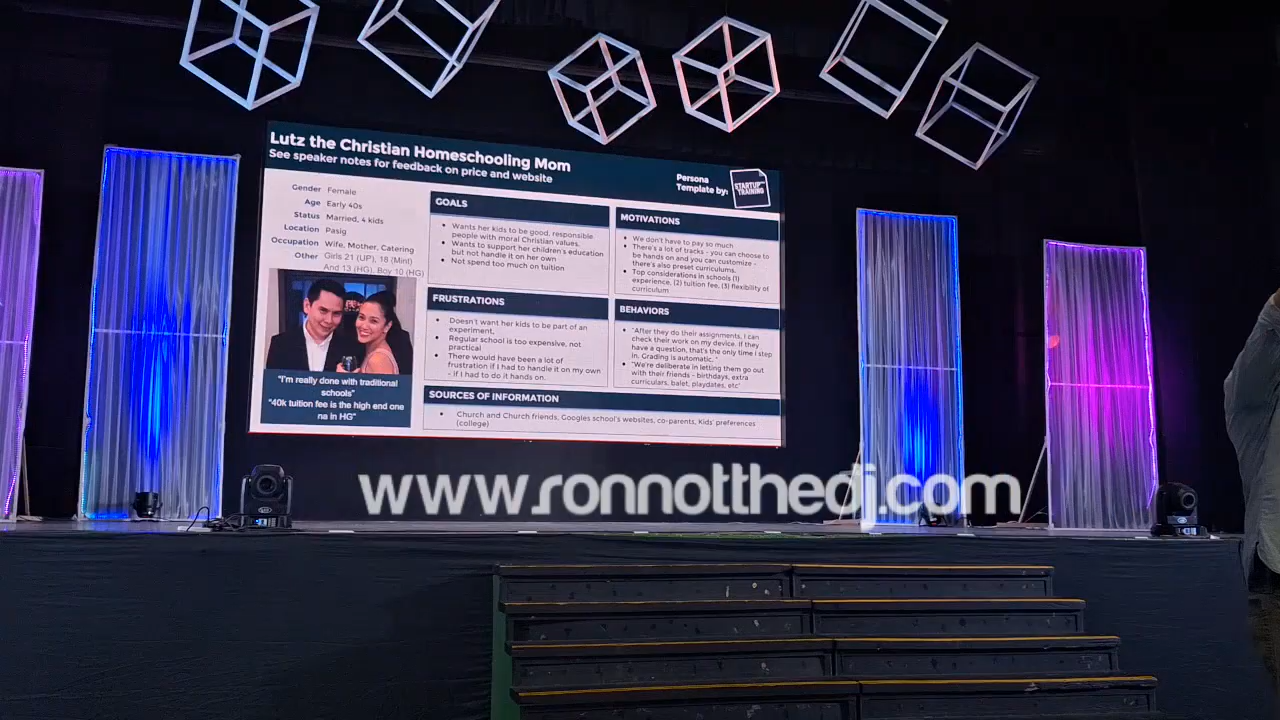 Lutz the Christian Homeschooling Mom
See speaker notes for feedback on price and website
Persona
Template by:
STARTUP
TRAINING
Gender Female
Age Early 40s
Status Married, 4 kids
Location Pasig
Occupation Wife, Mother, Catering
Other Girls 21 (UP), 18 (Mint)
And 13 (HG), Boy 10 (HG)
"I'm really done with traditional
schools"
"40k tuition fee is the high end one
na in HG"
GOALS
Wants her kids to be good, responsible
people with moral Christian values.
Wants to support her children's education
but not handle it on her own
Not spend too much on tuition
MOTIVATIONS
We don't have to pay so much
There's a lot of tracks - you can choose to
be hands on and you can customize -
there's also preset curriculums.
Top considerations in schools (1)
experience, (2) tuition fee, (3) flexibility of
curriculum
FRUSTRATIONS
Doesn't want her kids to be part of an
experiment,
Regular school is too expensive, not
practical
There would have been a lot of
frustration if I had to handle it on my own
- if I had to do it hands on.
BEHAVIORS
"After they do their assignments, I can
check their work on my device. If they
have a question, that's the only time I step
in. Grading is automatic. "
"We're deliberate in letting them go out
with their friends - birthdays, extra
curriculars, balet, playdates, etc"
SOURCES OF INFORMATION
Church and Church friends, Googles school's websites, co-parents, Kids' preferences
(college)
www.ronnotthedj.com